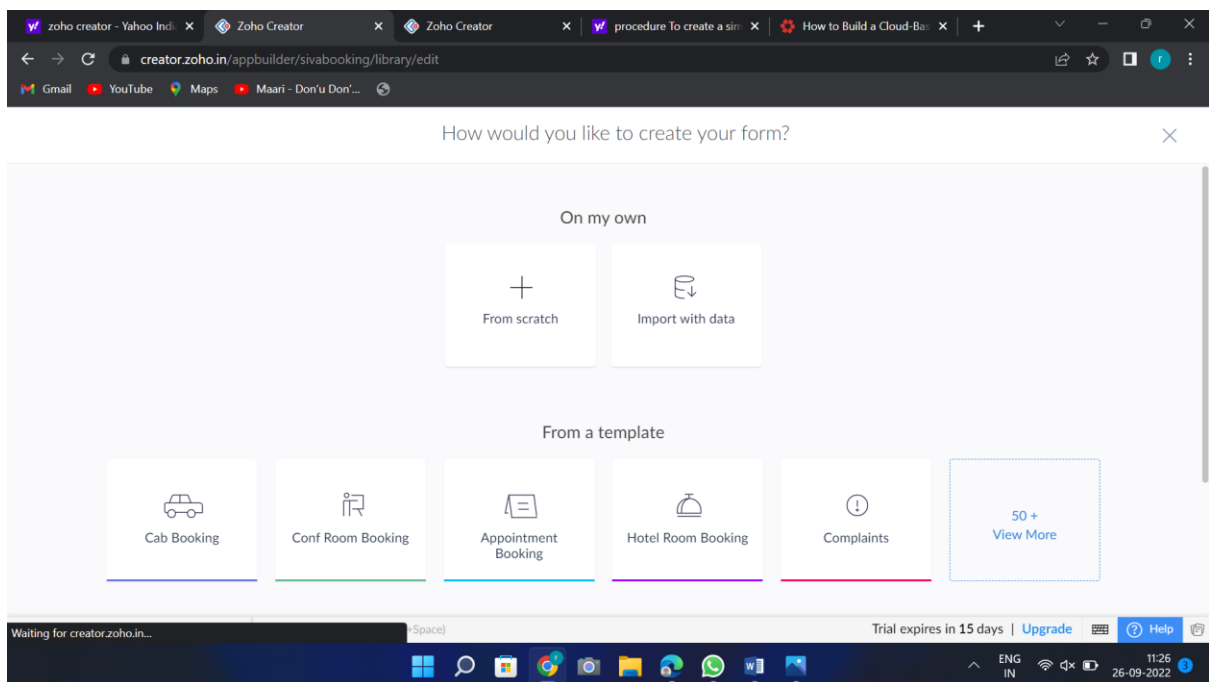 zoho creator - Yahoo Indi
Zoho Creator
Zoho Creator
procedure To create a sim
How to Build a Cloud-Bas
creator.zoho.in/appbuilder/sivabooking/library/edit
r
Gmail
YouTube
Maps
Maari - Don'u Don'...
How would you like to create your form?
On my own
From scratch
Import with data
From a template
Cab Booking
Conf Room Booking
Appointment
Booking
Hotel Room Booking
Complaints
50 +
View More
Waiting for creator.zoho.in...
+Space)
Trial expires in 15 days | Upgrade
Help
ENG
IN
11:26
26-09-2022
3